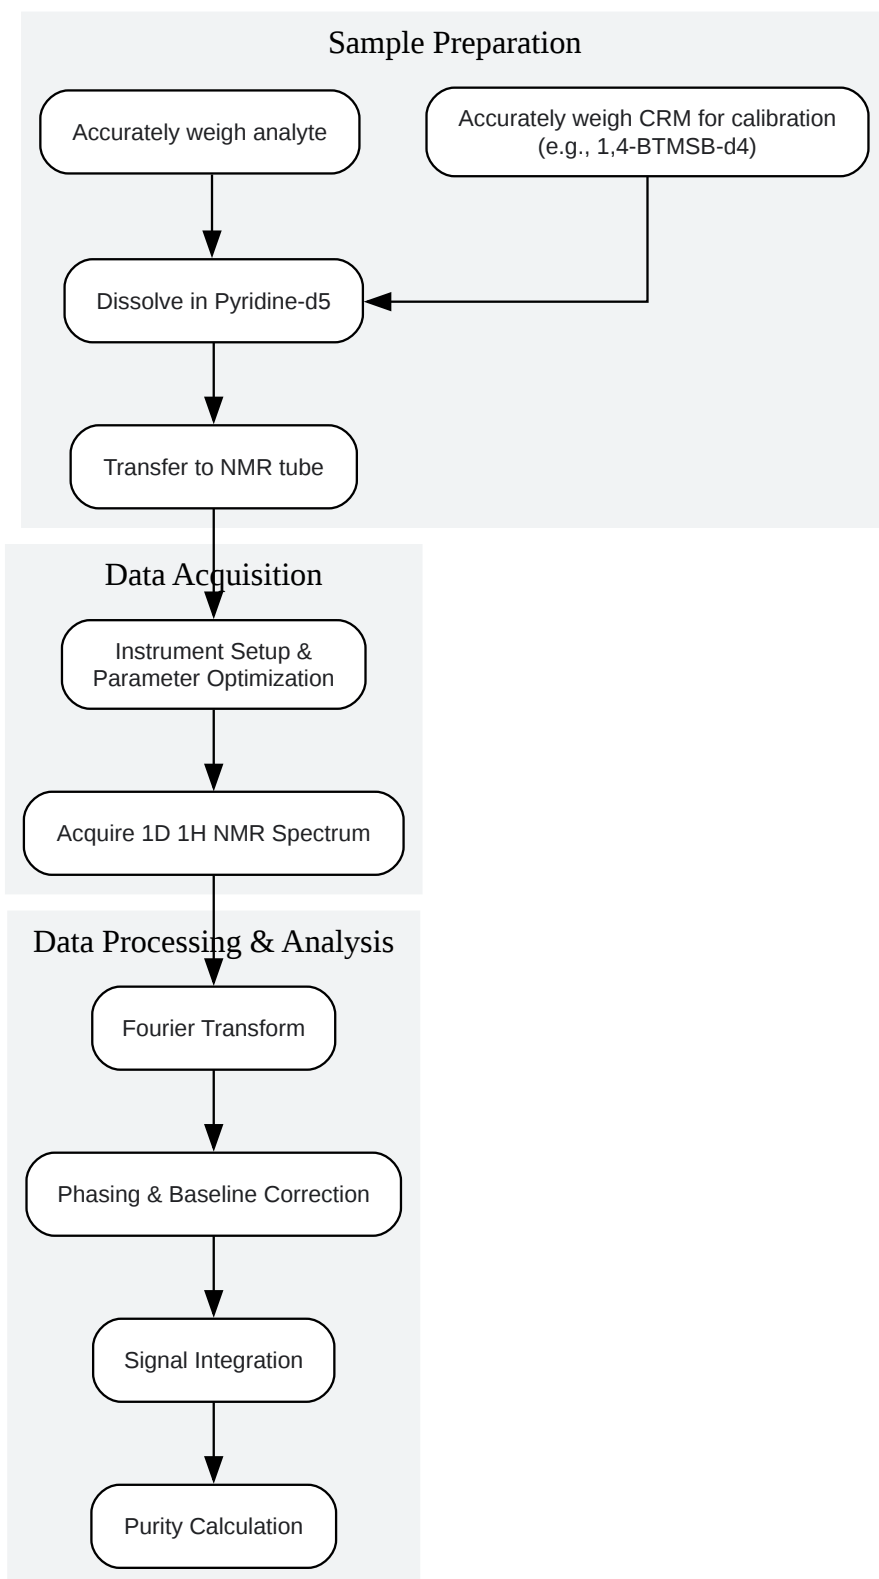 Sample Preparation
Accurately weigh analyte
Accurately weigh CRM for calibration
(e.g., 1,4-BTMSB-d4)
Dissolve in Pyridine-d5
Transfer to NMR tube
Data Acquisition
Instrument Setup &
Parameter Optimization
Acquire 1D 1H NMR Spectrum
Data Processing & Analysis
Fourier Transform
Phasing & Baseline Correction
Signal Integration
Purity Calculation